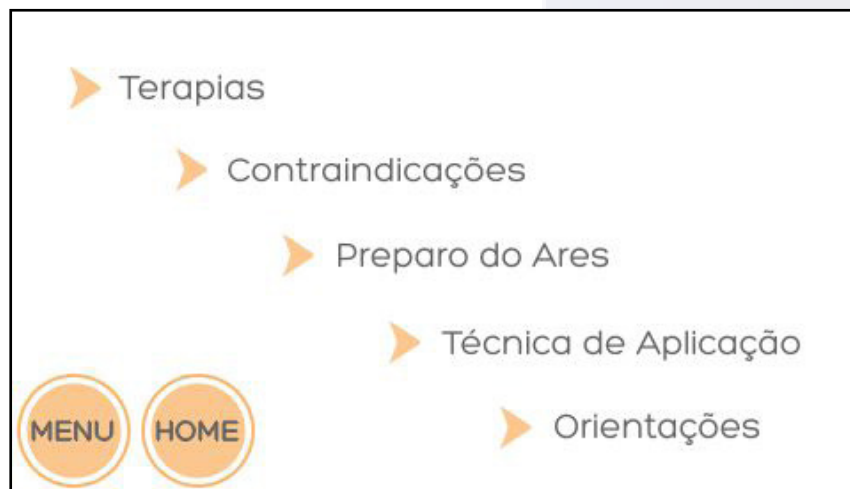 Terapias
Contraindicações
Preparo do Ares
Técnica de Aplicação
MENU HOME
Orientações